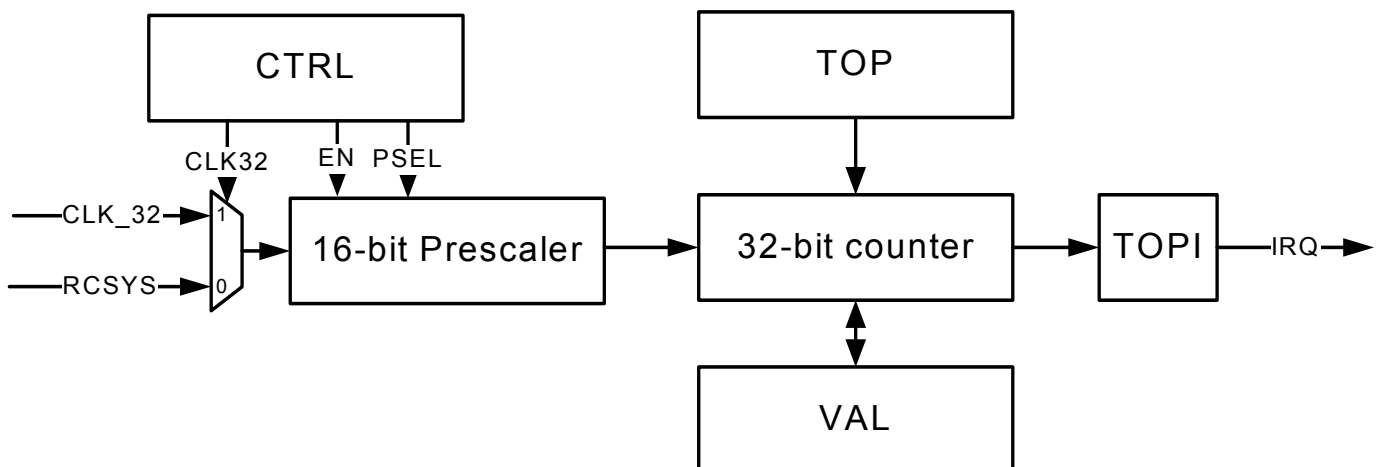 CTRL
TOP
CLK32
EN
PSEL
CLK_32
1
16-bit Prescaler
32-bit counter
TOPI
IRQ
RCSYS
0
VAL